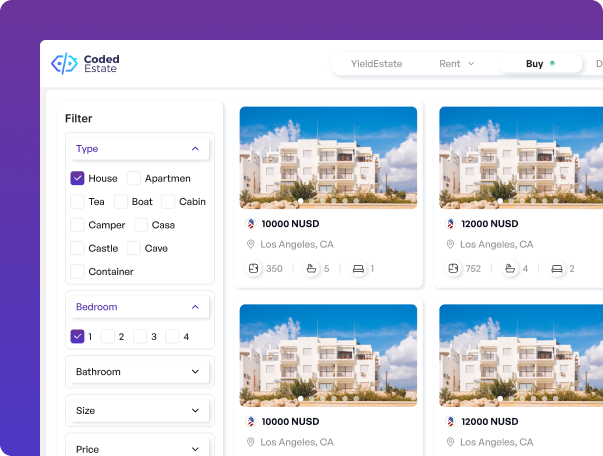 Coded
Estate
YieldEstate Rent Buy D
Filter
Type
House Apartmen
Tea Boat Cabin
Camper Casa
Castle Cave
Container
Bedroom
1 2 3 4
Bathroom
Size
Price
10000 NUSD
Los Angeles, CA
350 5 1
12000 NUSD
Los Angeles, CA
752 4 2
10000 NUSD
Los Angeles, CA
12000 NUSD
Los Angeles, CA